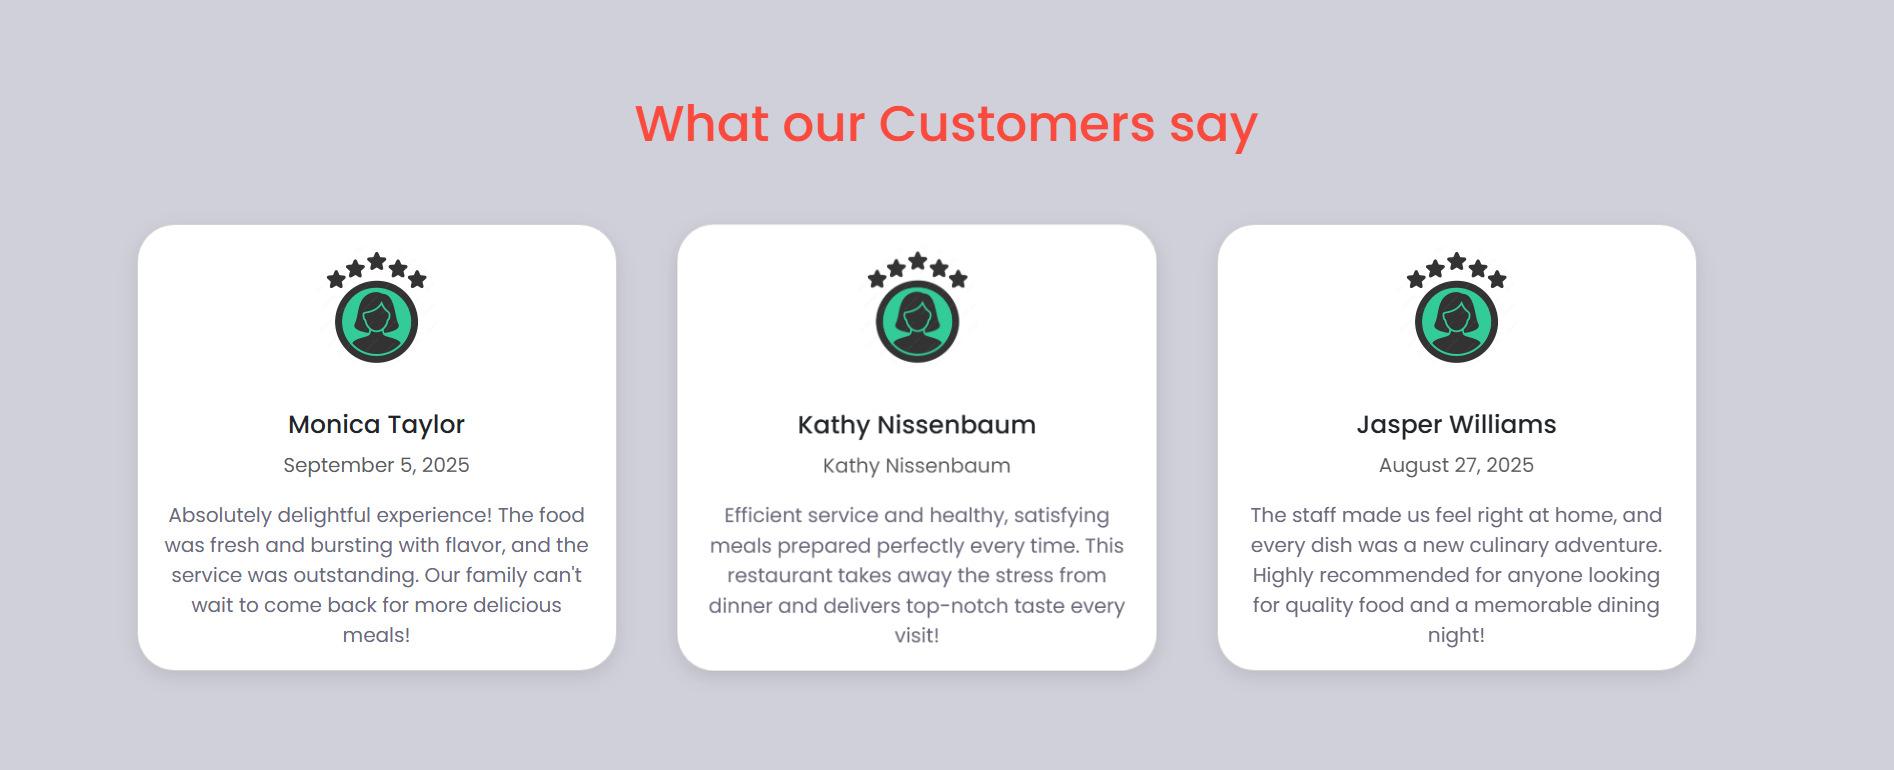 What our Customers say
Monica Taylor
September 5, 2025
Absolutely delightful experience! The food
was fresh and bursting with flavor, and the
service was outstanding. Our family can't
wait to come back for more delicious
meals!
Kathy Nissenbaum
Kathy Nissenbaum
Efficient service and healthy, satisfying
meals prepared perfectly every time. This
restaurant takes away the stress from
dinner and delivers top-notch taste every
visit!
Jasper Williams
August 27, 2025
The staff made us feel right at home, and
every dish was a new culinary adventure.
Highly recommended for anyone looking
for quality food and a memorable dining
night!